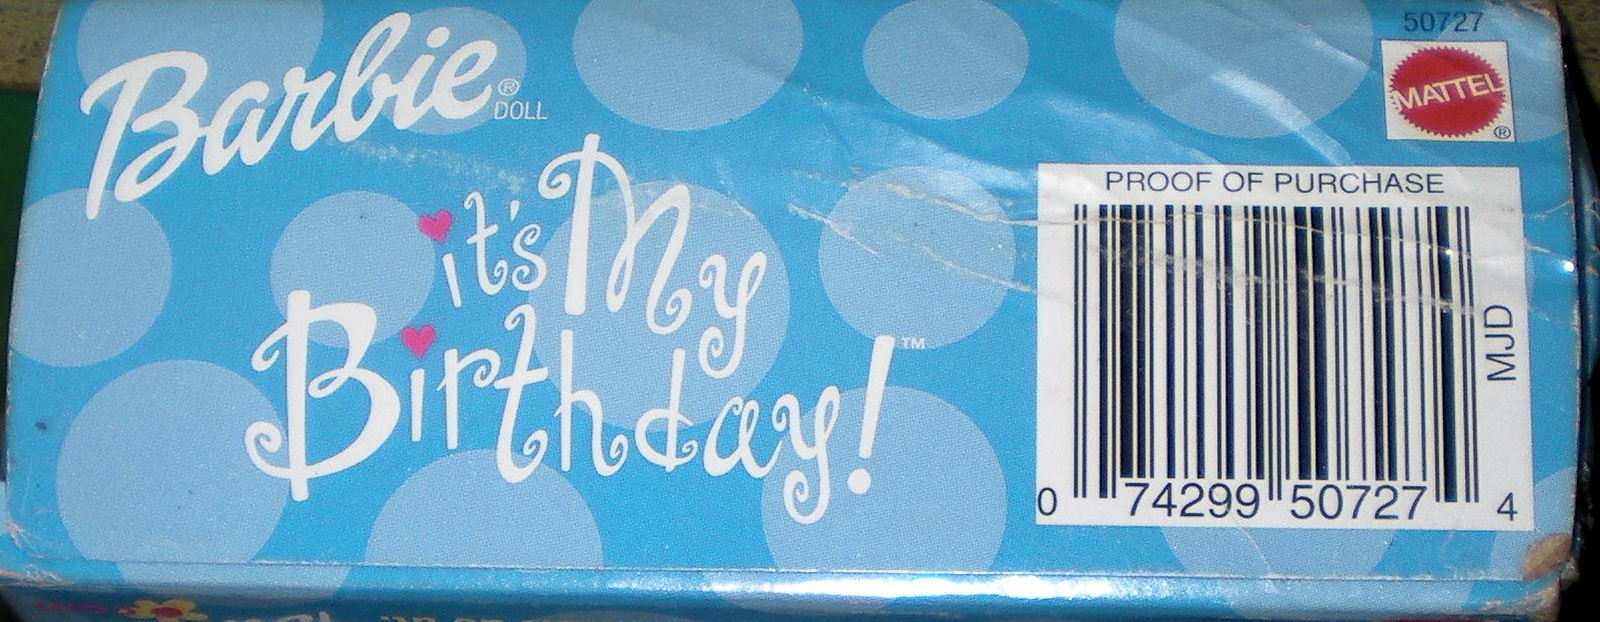 Barbie®
DOLL
it's My
Birthday!™
50727
MATTEL
®
PROOF OF PURCHASE
MJD
0 74299 50727 4